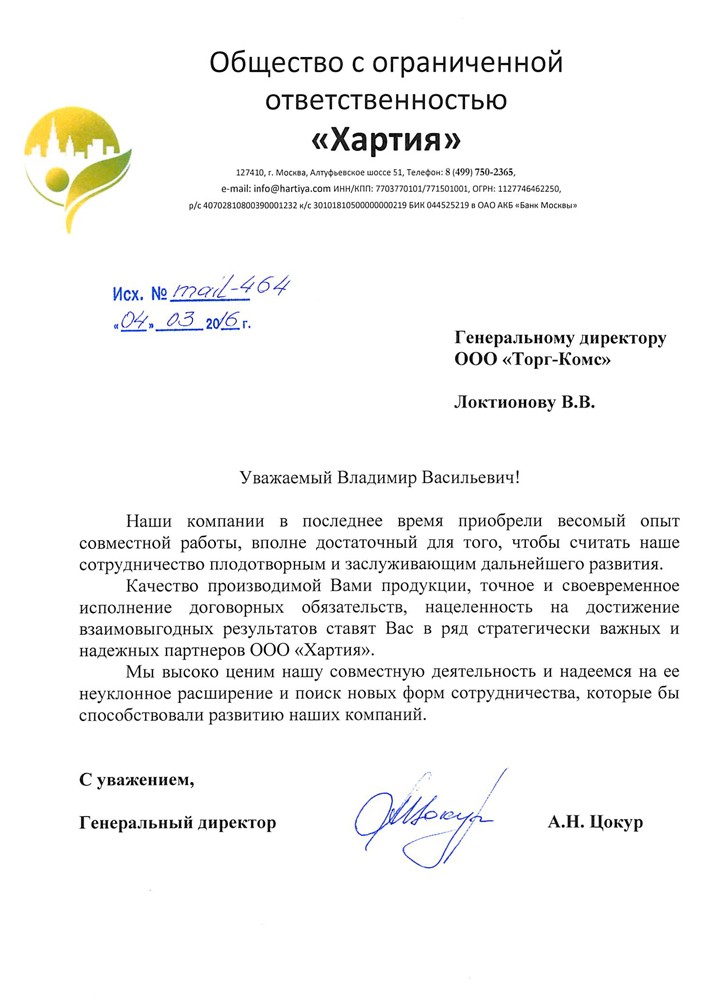 Общество с ограниченной
ответственностью
«Хартия»
127410, г. Москва, Алтуфьевское шоссе 51, Телефон: 8 (499) 750-2365,
e-mail: info@hartiya.com ИНН/КПП: 7703770101/771501001, ОГРН: 1127746462250,
р/с 40702810800390001232 к/с 30101810500000000219 БИК 044525219 в ОАО АКБ «Банк Москвы»
Исх. № mail-464
«04» 03 2016 г.
Генеральному директору
ООО «Торг-Комс»
Локтионову В.В.
Уважаемый Владимир Васильевич!
Наши компании в последнее время приобрели весомый опыт
совместной работы, вполне достаточный для того, чтобы считать наше
сотрудничество плодотворным и заслуживающим дальнейшего развития.
Качество производимой Вами продукции, точное и своевременное
исполнение договорных обязательств, нацеленность на достижение
взаимовыгодных результатов ставят Вас в ряд стратегически важных и
надежных партнеров ООО «Хартия».
Мы высоко ценим нашу совместную деятельность и надеемся на ее
неуклонное расширение и поиск новых форм сотрудничества, которые бы
способствовали развитию наших компаний.
С уважением,
Генеральный директор А.Н. Цокур